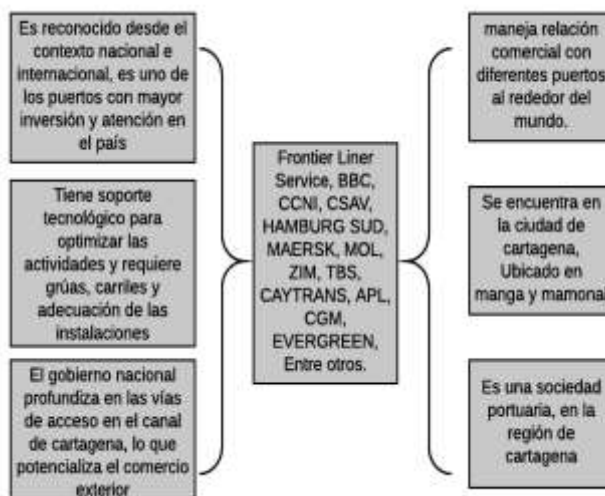 Es reconocido desde el
contexto nacional e
internacional, es uno de
los puertos con mayor
inversión y atención en
el país
Tiene soporte
tecnológico para
optimizar las
actividades y requiere
grúas, carriles y
adecuación de las
instalaciones
El gobierno nacional
profundiza en las vías
de acceso en el canal
de cartagena, lo que
potencializa el comercio
exterior
Frontier Liner
Service, BBC,
CCNI, CSAV,
HAMBURG SUD,
MAERSK, MOL,
ZIM, TBS,
CAYTRANS, APL,
CGM,
EVERGREEN,
Entre otros.
maneja relación
comercial con
diferentes puertos
al rededor del
mundo.
Se encuentra en
la ciudad de
cartagena,
Ubicado en
manga y mamonal
Es una sociedad
portuaria, en la
región de
cartagena